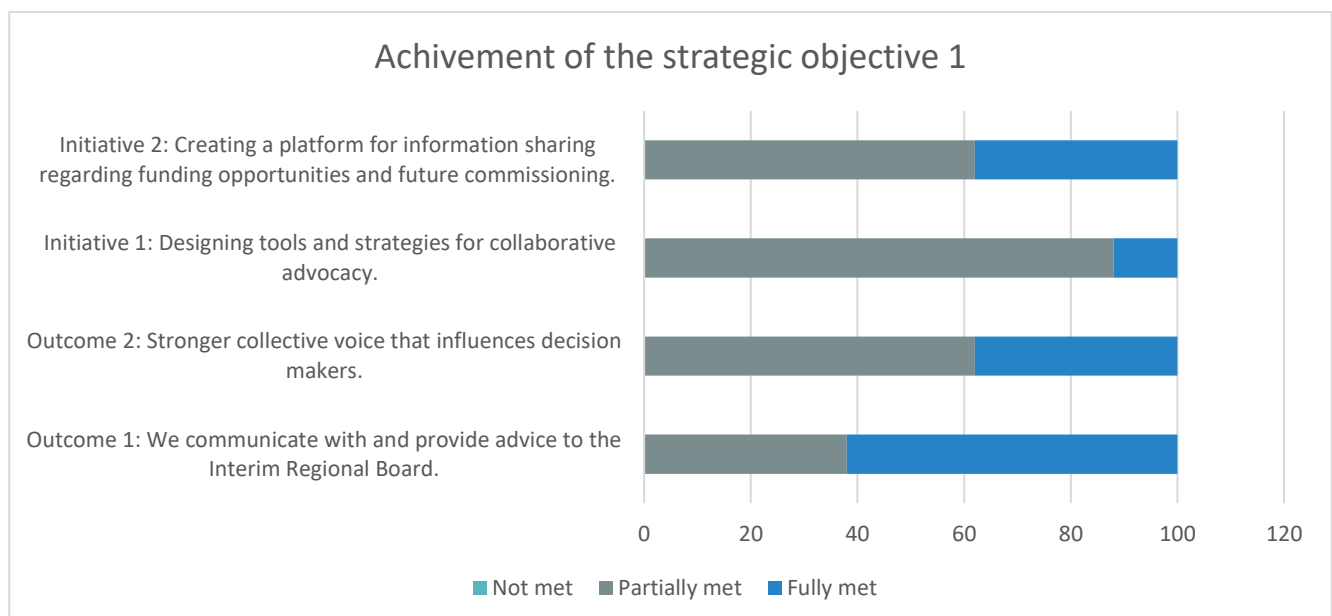 Achivement of the strategic objective 1
Initiative 2: Creating a platform for information sharing
regarding funding opportunities and future commissioning.
Initiative 1: Designing tools and strategies for collaborative
advocacy.
Outcome 2: Stronger collective voice that influences decision
makers.
Outcome 1: We communicate with and provide advice to the
Interim Regional Board.
0 20 40 60 80 100 120
Not met Partially met Fully met